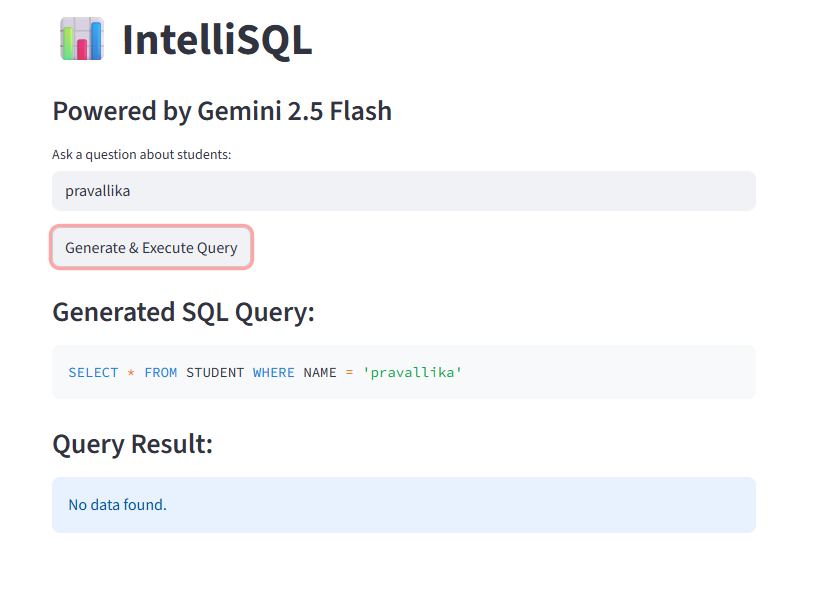 IntelliSQL
Powered by Gemini 2.5 Flash
Ask a question about students:
pravallika
Generate & Execute Query
Generated SQL Query:
SELECT * FROM STUDENT WHERE NAME = 'pravallika'
Query Result:
No data found.